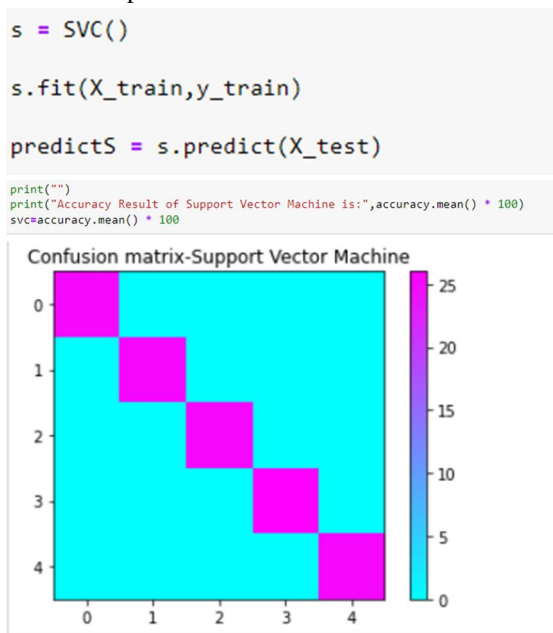 s = SVC()
s.fit(X_train,y_train)
predictS = s.predict(X_test)
print("")
print("Accuracy Result of Support Vector Machine is:",accuracy.mean() * 100)
svc=accuracy.mean() * 100
Confusion matrix-Support Vector Machine
0
1
2
3
4
0 1 2 3 4
25
20
15
10
5
0